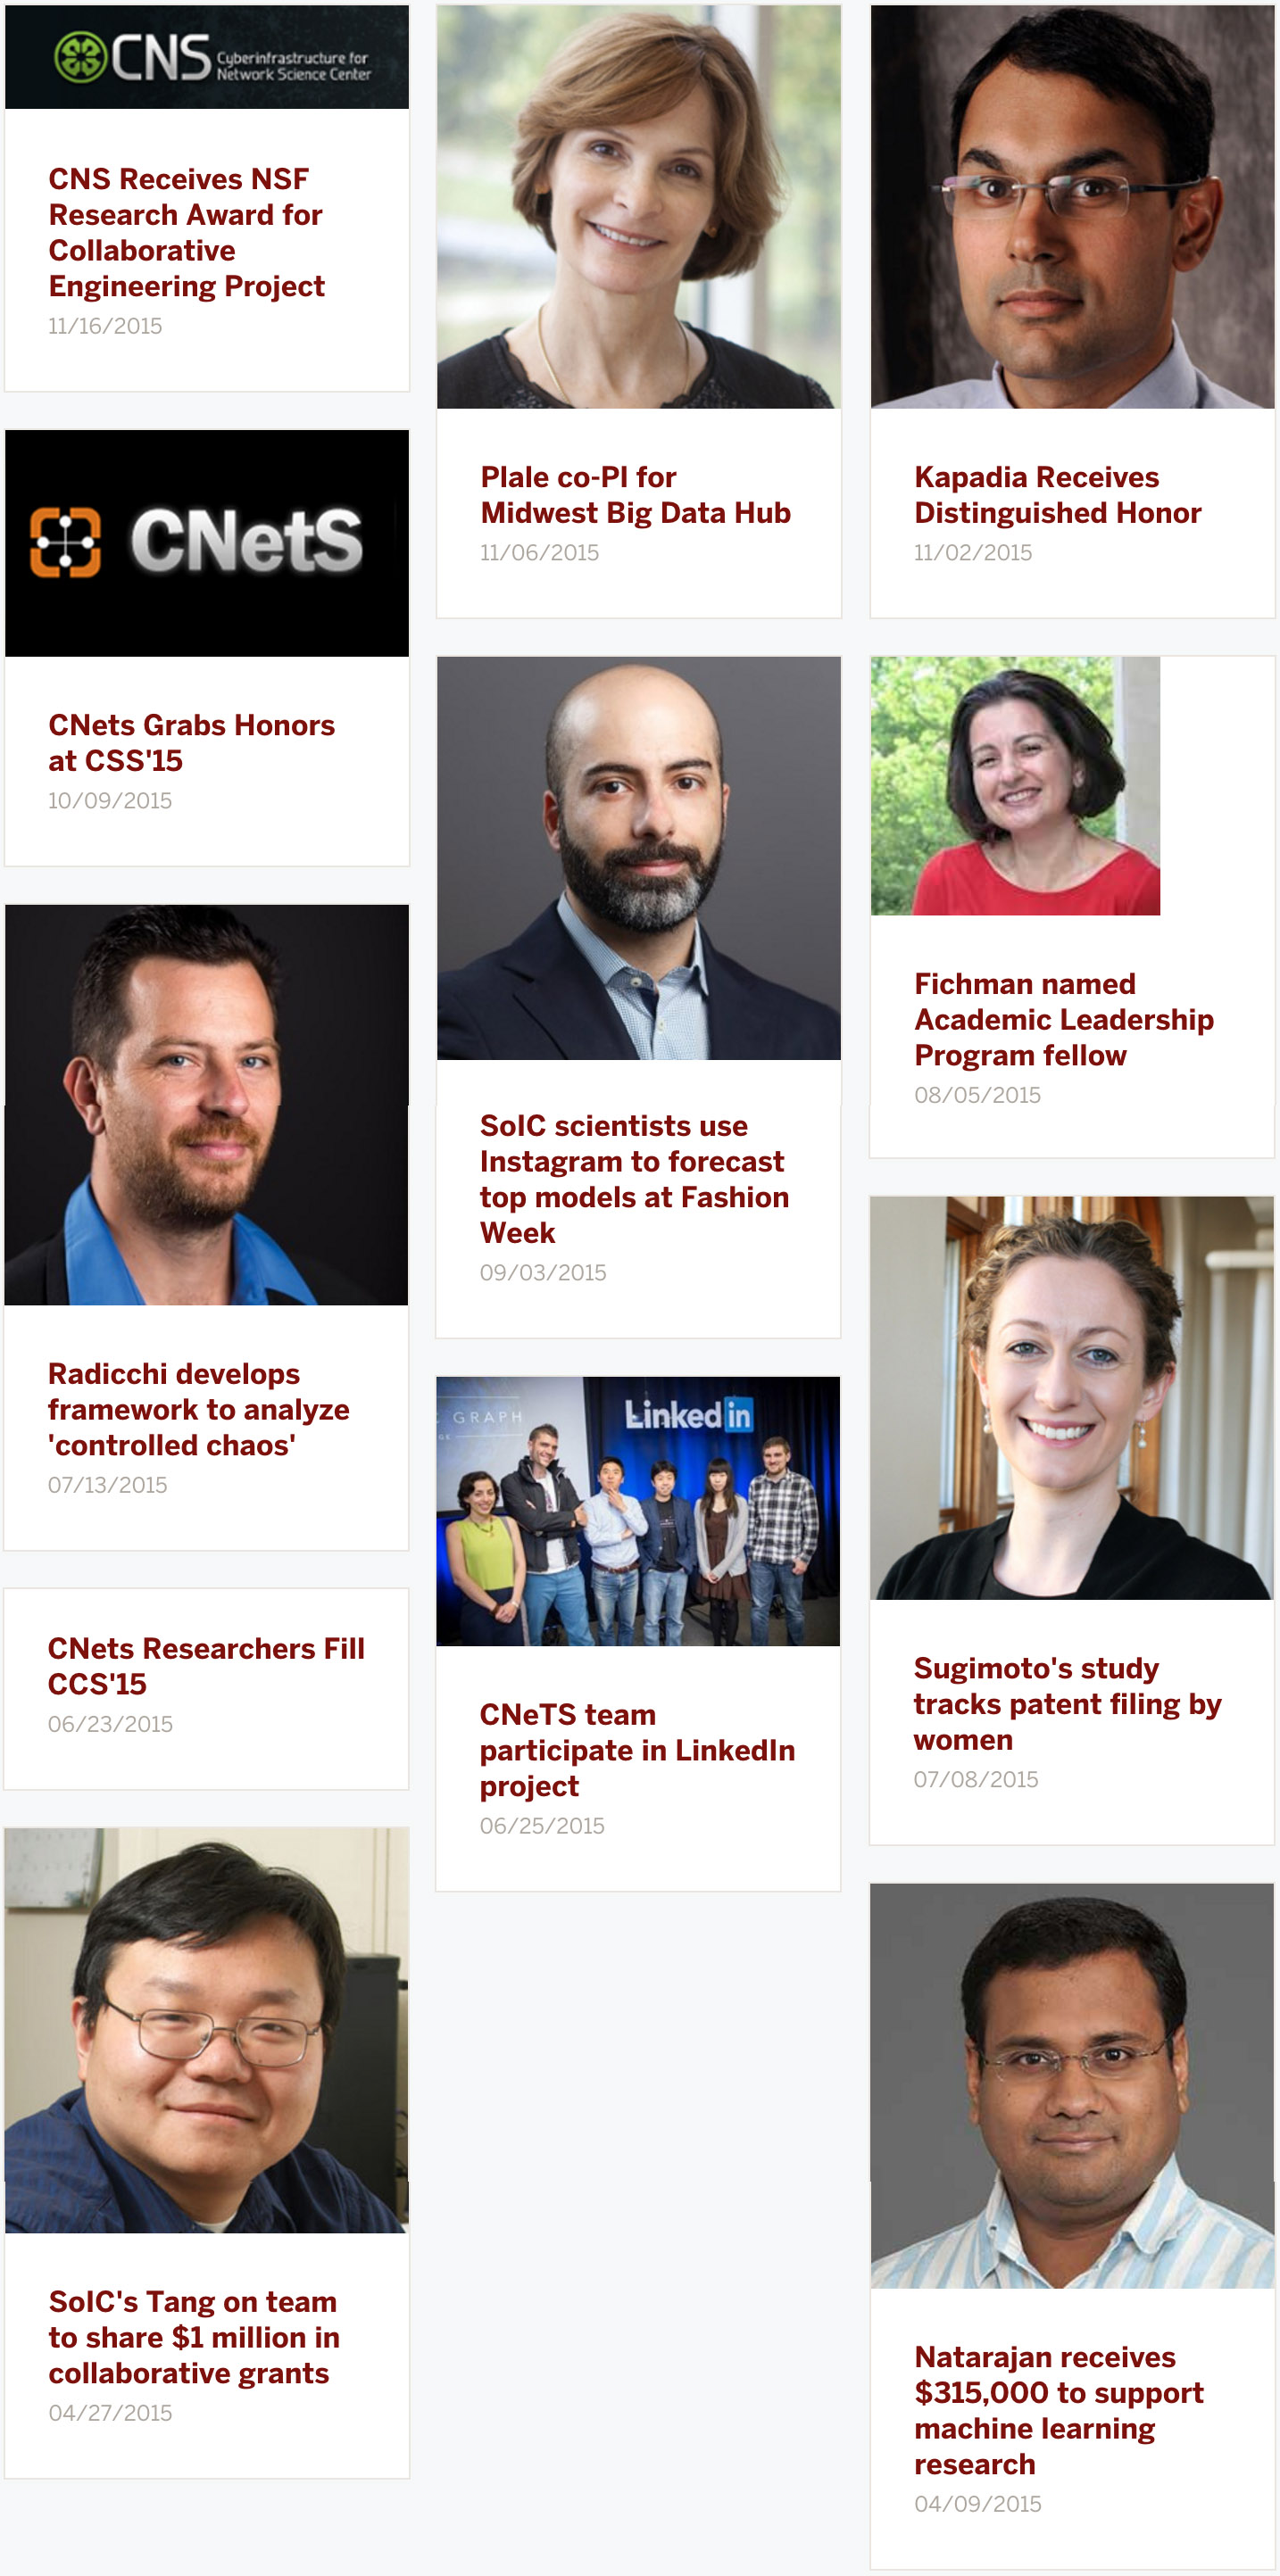 CNS Cyberinfrastructure for
Network Science Center
CNS Receives NSF
Research Award for
Collaborative
Engineering Project
11/16/2015
CNetS
CNets Grabs Honors
at CSS'15
10/09/2015
Radicchi develops
framework to analyze
'controlled chaos'
07/13/2015
CNets Researchers Fill
CCS'15
06/23/2015
SoIC's Tang on team
to share $1 million in
collaborative grants
04/27/2015
Plale co-PI for
Midwest Big Data Hub
11/06/2015
SoIC scientists use
Instagram to forecast
top models at Fashion
Week
09/03/2015
GRAPH
LinkedIn
CNeTS team
participate in LinkedIn
project
06/25/2015
Kapadia Receives
Distinguished Honor
11/02/2015
Fichman named
Academic Leadership
Program fellow
08/05/2015
Sugimoto's study
tracks patent filing by
women
07/08/2015
Natarajan receives
$315,000 to support
machine learning
research
04/09/2015